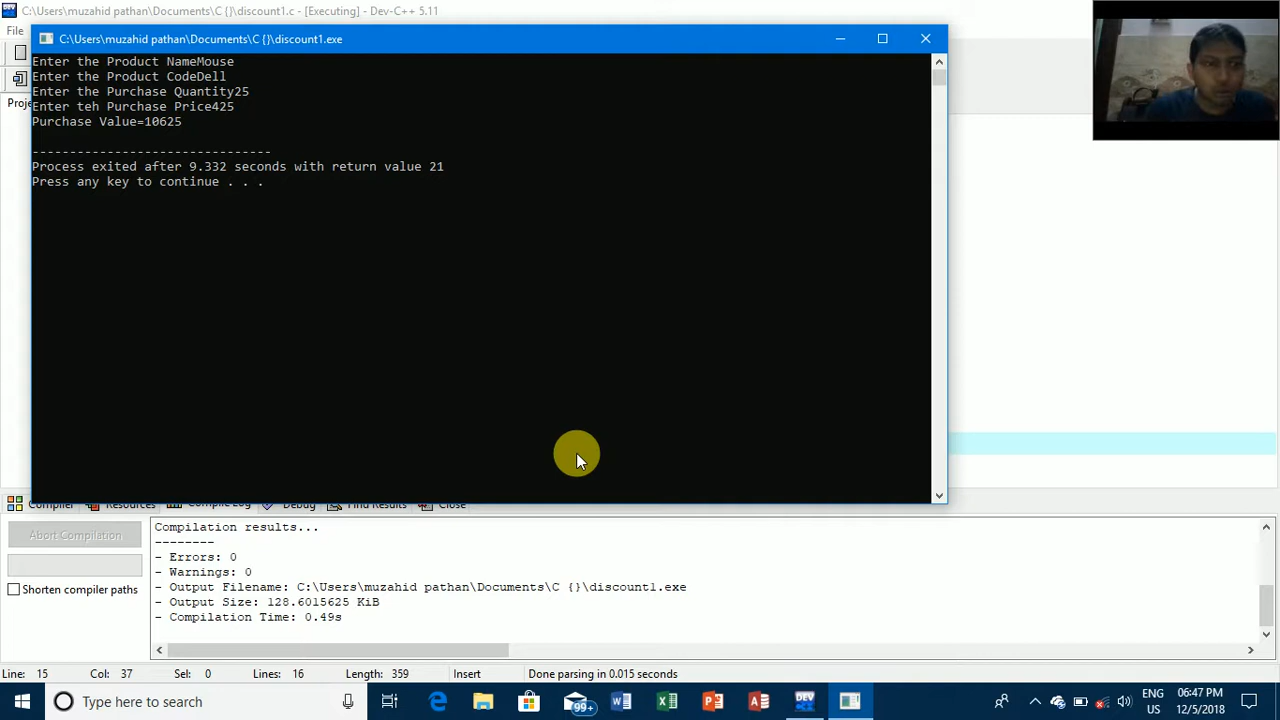 C:\Users\muzahid pathan\Documents\C {}\discount1.c - [Executing] - Dev-C++ 5.11
File
C:\Users\muzahid pathan\Documents\C {}\discount1.exe
Enter the Product NameMouse
Enter the Product CodeDell
Enter the Purchase Quantity25
Enter teh Purchase Price425
Purchase Value=10625
--------------------------------
Process exited after 9.332 seconds with return value 21
Press any key to continue . . .
Proje
Compiler Resources Compile Log Debug Find Results Close
Abort Compilation
Shorten compiler paths
Compilation results...
--------
- Errors: 0
- Warnings: 0
- Output Filename: C:\Users\muzahid pathan\Documents\C {}\discount1.exe
- Output Size: 128.6015625 KiB
- Compilation Time: 0.49s
Line: 15 Col: 37 Sel: 0 Lines: 16 Length: 359 Insert Done parsing in 0.015 seconds
Type here to search
99+
DEV
ENG
US
06:47 PM
12/5/2018